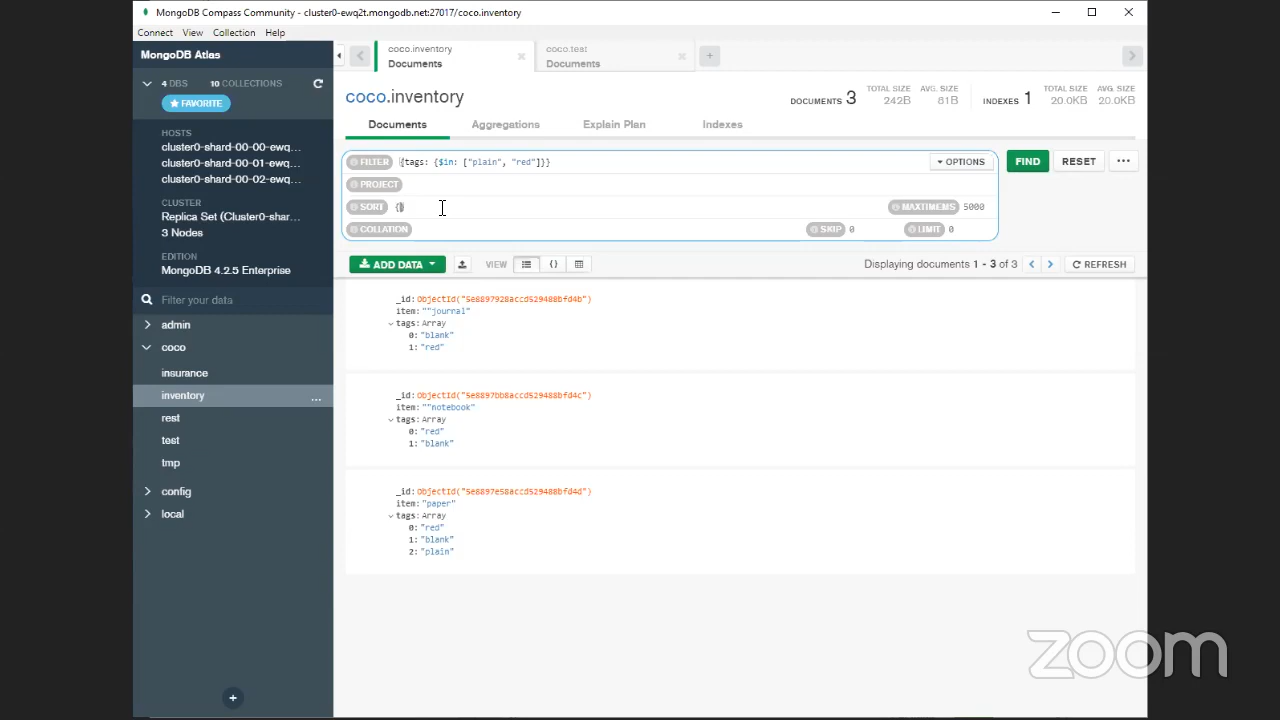 MongoDB Compass Community - cluster0-ewq2t.mongodb.net:27017/coco.inventory
Connect View Collection Help
MongoDB Atlas
4 DBS 10 COLLECTIONS
FAVORITE
HOSTS
cluster0-shard-00-00-ewq...
cluster0-shard-00-01-ewq...
cluster0-shard-00-02-ewq...
CLUSTER
Replica Set (Cluster0-shar...
3 Nodes
EDITION
MongoDB 4.2.5 Enterprise
Filter your data
admin
coco
insurance
inventory ...
rest
test
tmp
config
local
coco.inventory
Documents
coco.test
Documents
coco.inventory
DOCUMENTS 3
TOTAL SIZE 242B
AVG. SIZE 81B
INDEXES 1
TOTAL SIZE 20.0KB
AVG. SIZE 20.0KB
Documents Aggregations Explain Plan Indexes
FILTER {tags: {$in: ["plain", "red"]}} OPTIONS FIND RESET ...
PROJECT
SORT {} MAXTIMEMS 5000
COLLATION SKIP 0 LIMIT 0
ADD DATA VIEW {} Displaying documents 1 - 3 of 3 REFRESH
_id: ObjectId("5e8897928accd529488bfd4b")
item: ""journal"
tags: Array
0: "blank"
1: "red"
_id: ObjectId("5e8897bb8accd529488bfd4c")
item: ""notebook"
tags: Array
0: "red"
1: "blank"
_id: ObjectId("5e8897e58accd529488bfd4d")
item: "paper"
tags: Array
0: "red"
1: "blank"
2: "plain"
zoom